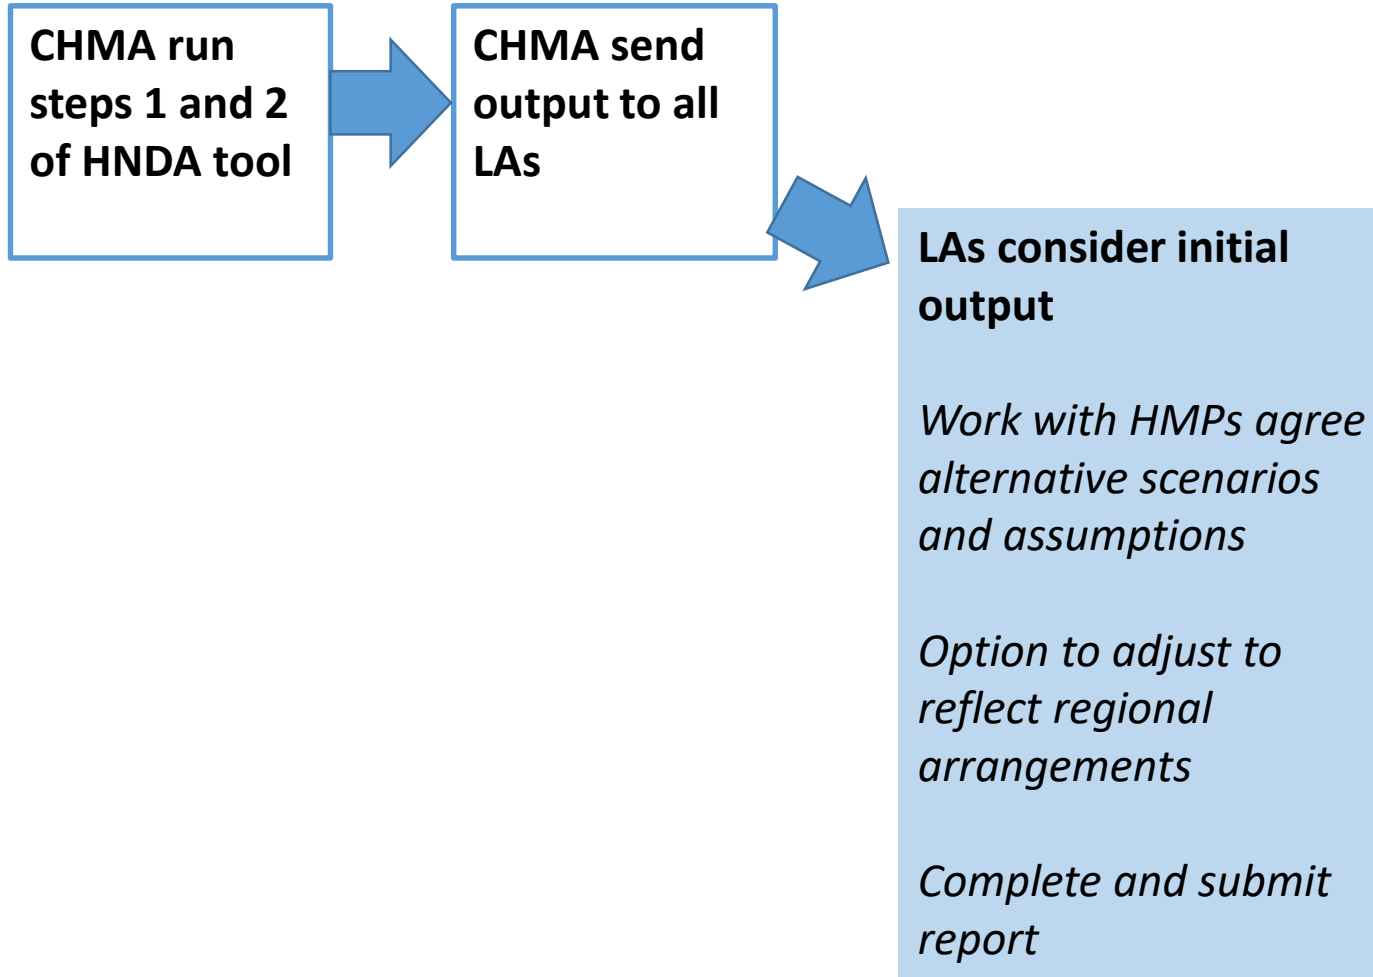 CHMA run
steps 1 and 2
of HNDA tool
CHMA send
output to all
LAs
LAs consider initial
output
Work with HMPs agree
alternative scenarios
and assumptions
Option to adjust to
reflect regional
arrangements
Complete and submit
report